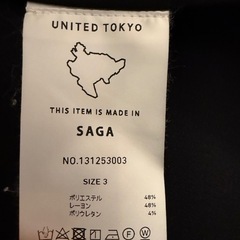 UNITED TOKYO
THIS ITEM IS MADE IN
SAGA
NO.131253003
SIZE 3
ポリエステル 48%
レーヨン 48%
ポリウレタン 4%